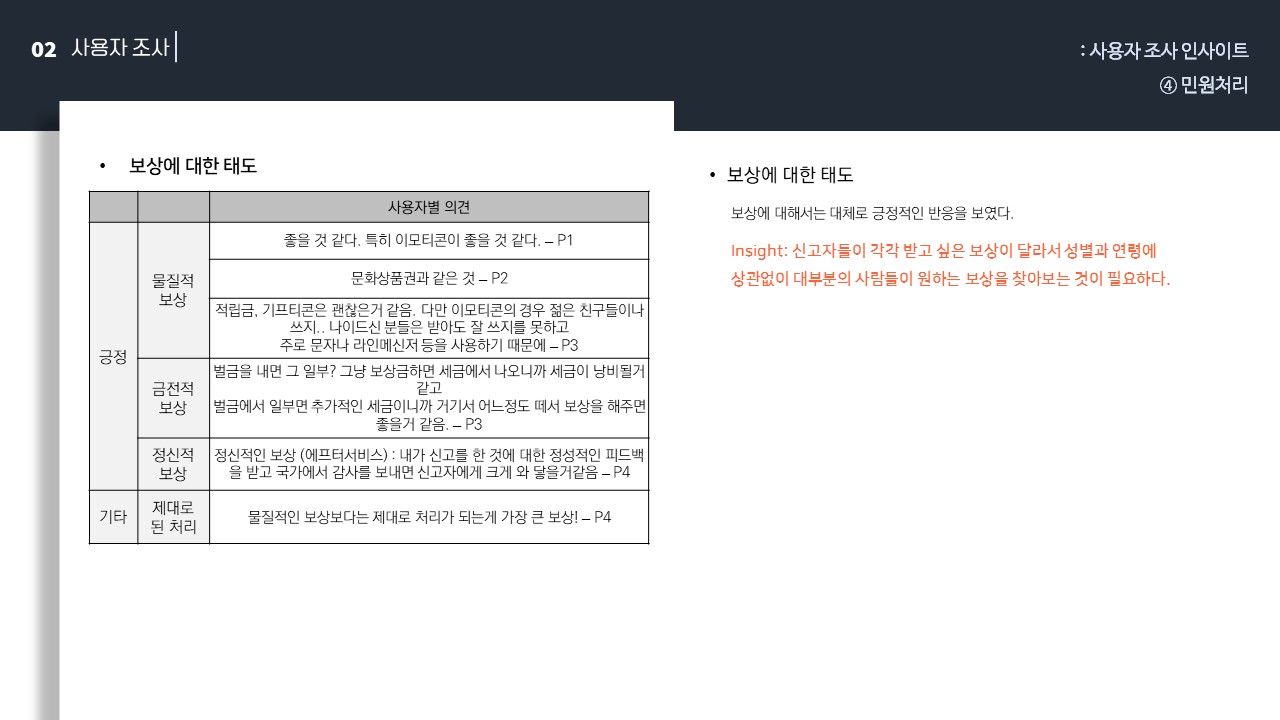 02 사용자 조사
: 사용자 조사 인사이트
④ 민원처리
• 보상에 대한 태도
사용자별 의견
긍정
물질적
보상
좋을 것 같다. 특히 이모티콘이 좋을 것 같다. – P1
문화상품권과 같은 것 – P2
적립금, 기프티콘은 괜찮은거 같음. 다만 이모티콘의 경우 젊은 친구들이나
쓰지.. 나이드신 분들은 받아도 잘 쓰지를 못하고
주로 문자나 라인메신저 등을 사용하기 때문에 – P3
금전적
보상
벌금을 내면 그 일부? 그냥 보상금하면 세금에서 나오니까 세금이 낭비될거
같고
벌금에서 일부면 추가적인 세금이니까 거기서 어느정도 떼서 보상을 해주면
좋을거 같음. – P3
정신적
보상
정신적인 보상 (에프터서비스) : 내가 신고를 한 것에 대한 정성적인 피드백
을 받고 국가에서 감사를 보내면 신고자에게 크게 와 닿을거같음 – P4
기타
제대로
된 처리
물질적인 보상보다는 제대로 처리가 되는게 가장 큰 보상! – P4
• 보상에 대한 태도
보상에 대해서는 대체로 긍정적인 반응을 보였다.
Insight: 신고자들이 각각 받고 싶은 보상이 달라서 성별과 연령에
상관없이 대부분의 사람들이 원하는 보상을 찾아보는 것이 필요하다.